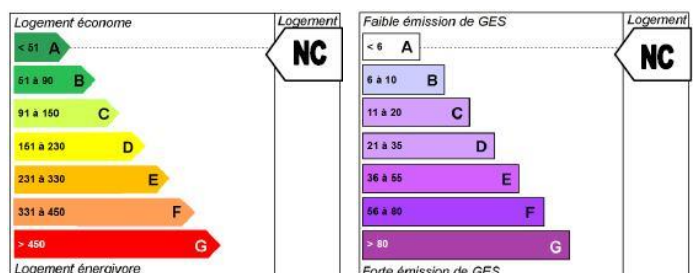 Logement économe
Logement
< 51 A
NC
51 à 90 B
91 à 150 C
151 à 230 D
231 à 330 E
331 à 450 F
> 450 G
Logement énergivore
Faible émission de GES
Logement
< 6 A
NC
6 à 10 B
11 à 20 C
21 à 35 D
36 à 55 E
56 à 80 F
> 80 G
Forte émission de GES